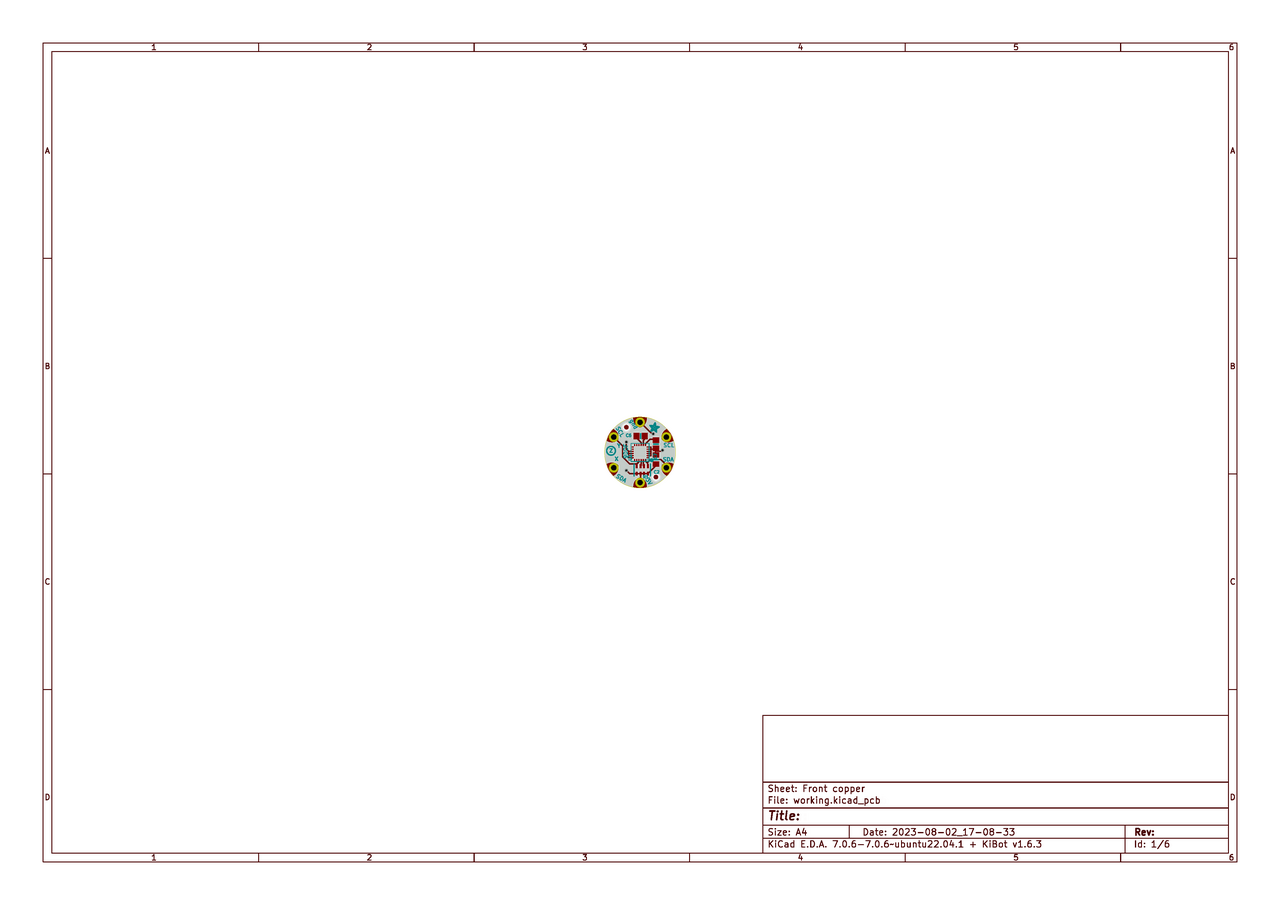 1 2 3 4 5 6
A A
B B
C8
SCL
Z
X
SDA
C2
SDA
C C
Sheet: Front copper
File: working.kicad_pcb
D D
Title:
Size: A4 Date: 2023-08-02_17-08-33 Rev:
KiCad E.D.A. 7.0.6-7.0.6~ubuntu22.04.1 + KiBot v1.6.3 Id: 1/6
1 2 3 4 5 6